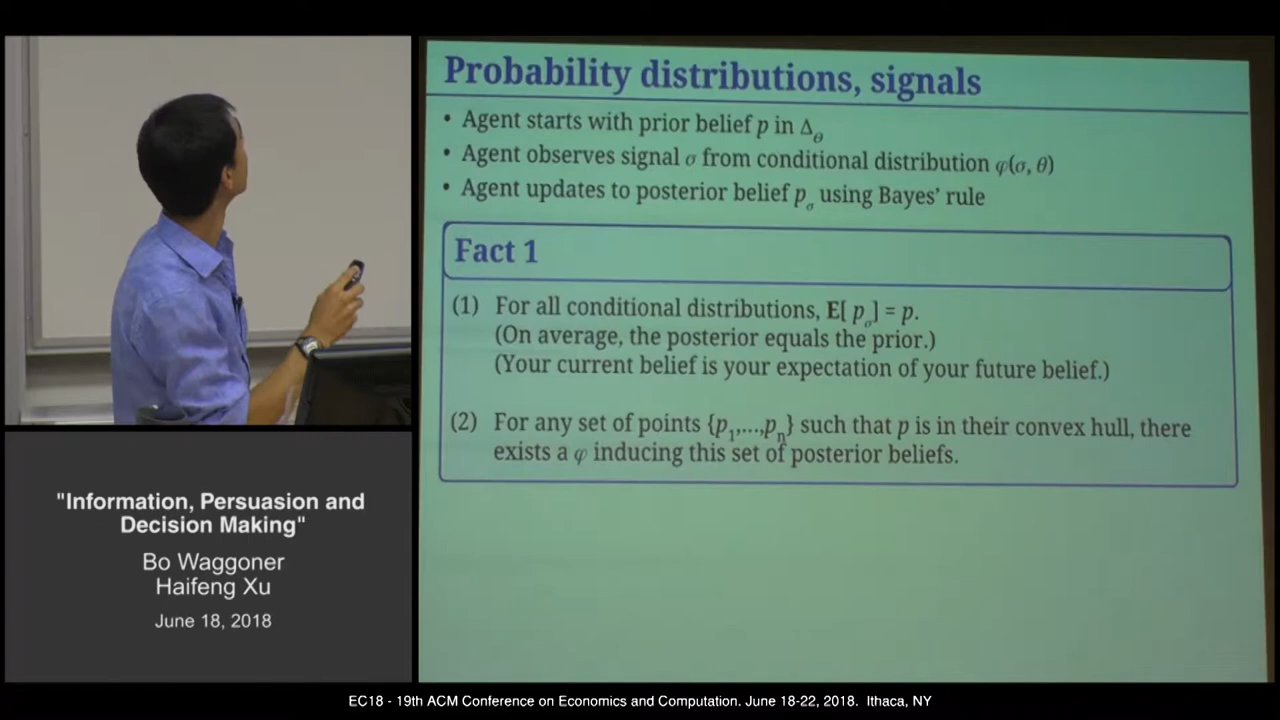 Probability distributions, signals
• Agent starts with prior belief p in Δθ
• Agent observes signal σ from conditional distribution φ(σ, θ)
• Agent updates to posterior belief pσ using Bayes' rule
Fact 1
(1) For all conditional distributions, E[ pσ] = p.
(On average, the posterior equals the prior.)
(Your current belief is your expectation of your future belief.)
(2) For any set of points {p1,...,pn} such that p is in their convex hull, there
exists a φ inducing this set of posterior beliefs.
"Information, Persuasion and
Decision Making"
Bo Waggoner
Haifeng Xu
June 18, 2018
EC18 - 19th ACM Conference on Economics and Computation. June 18-22, 2018. Ithaca, NY